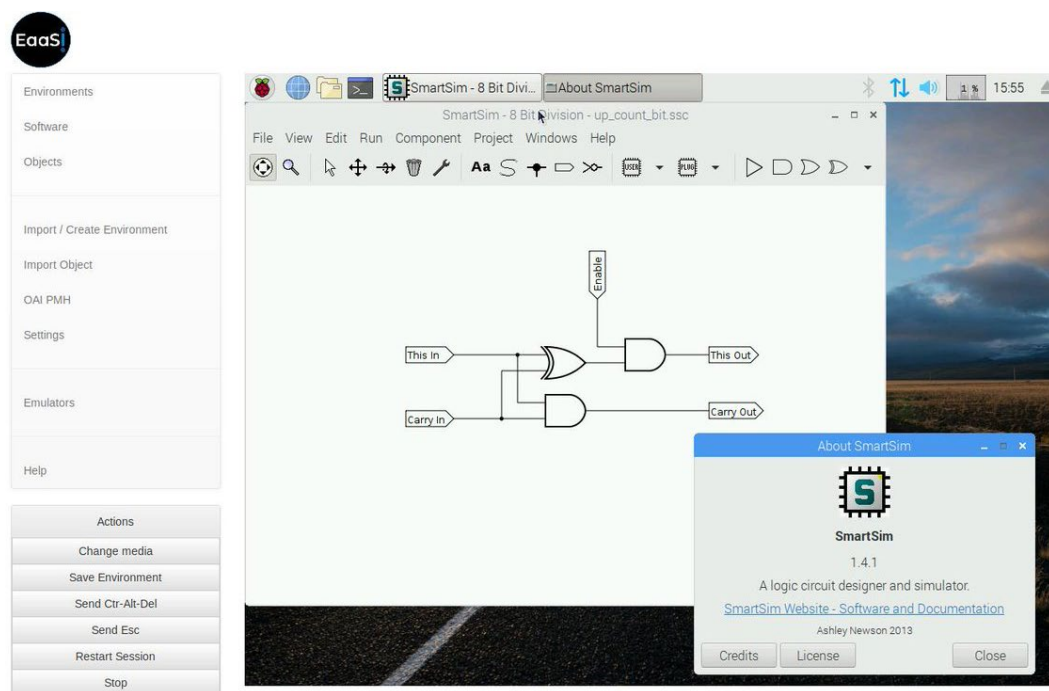 EaaSi
Environments
Software
Objects
Import / Create Environment
Import Object
OAI PMH
Settings
Emulators
Help
Actions
Change media
Save Environment
Send Ctr-Alt-Del
Send Esc
Restart Session
Stop
SmartSim - 8 Bit Divi...
About SmartSim
1 %
15:55
SmartSim - 8 Bit Division - up_count_bit.ssc
File View Edit Run Component Project Windows Help
Aa USER PLUG
Enable
This In
This Out
Carry In
Carry Out
About SmartSim
S
SmartSim
1.4.1
A logic circuit designer and simulator.
SmartSim Website - Software and Documentation
Ashley Newson 2013
Credits License Close